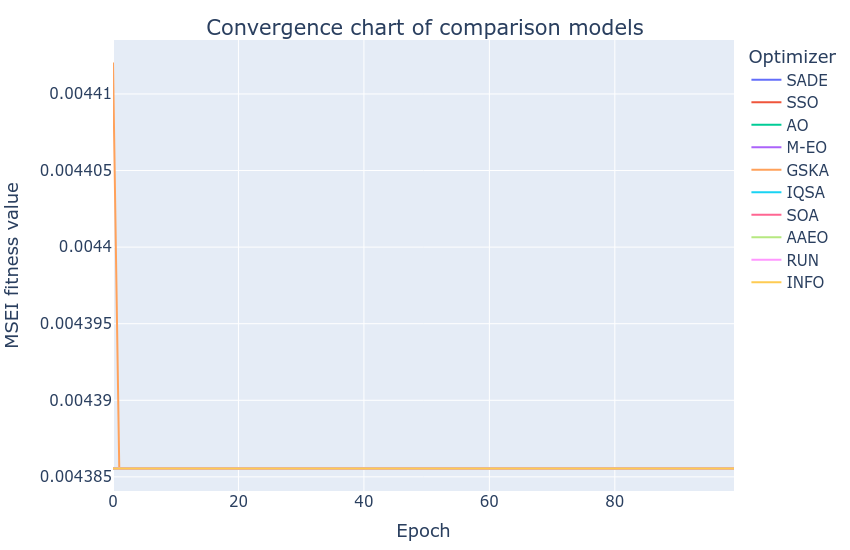 Convergence chart of comparison models
MSEI fitness value
0.00441
0.004405
0.0044
0.004395
0.00439
0.004385
0
20
40
60
80
Epoch
Optimizer
SADE
SSO
AO
M-EO
GSKA
IQSA
SOA
AAEO
RUN
INFO